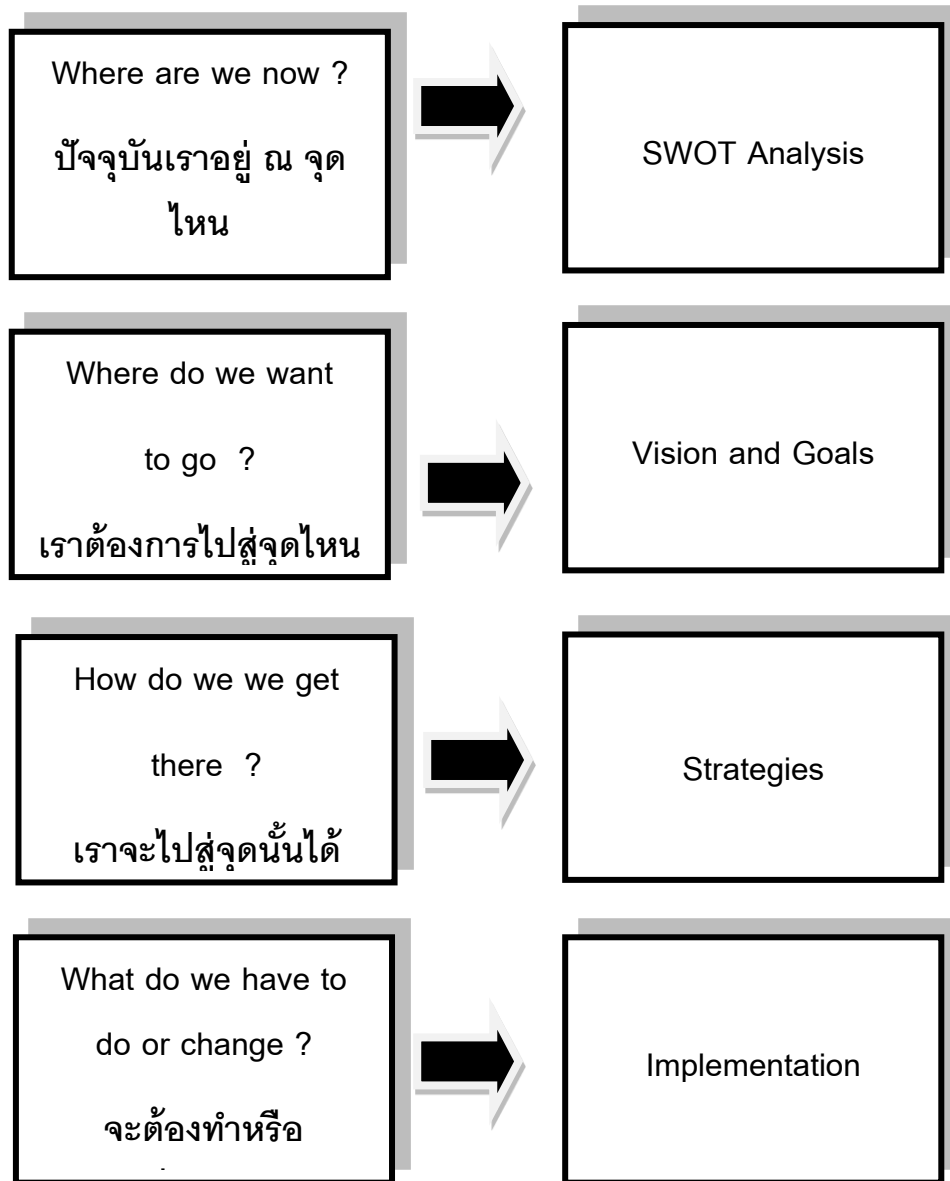 Where are we now ?
ปัจจุบันเราอยู่ ณ จุด
ไหน
SWOT Analysis
Where do we want
to go ?
เราต้องการไปสู่จุดไหน
Vision and Goals
How do we we get
there ?
เราจะไปสู่จุดนั้นได้
Strategies
What do we have to
do or change ?
จะต้องทำหรือ
Implementation